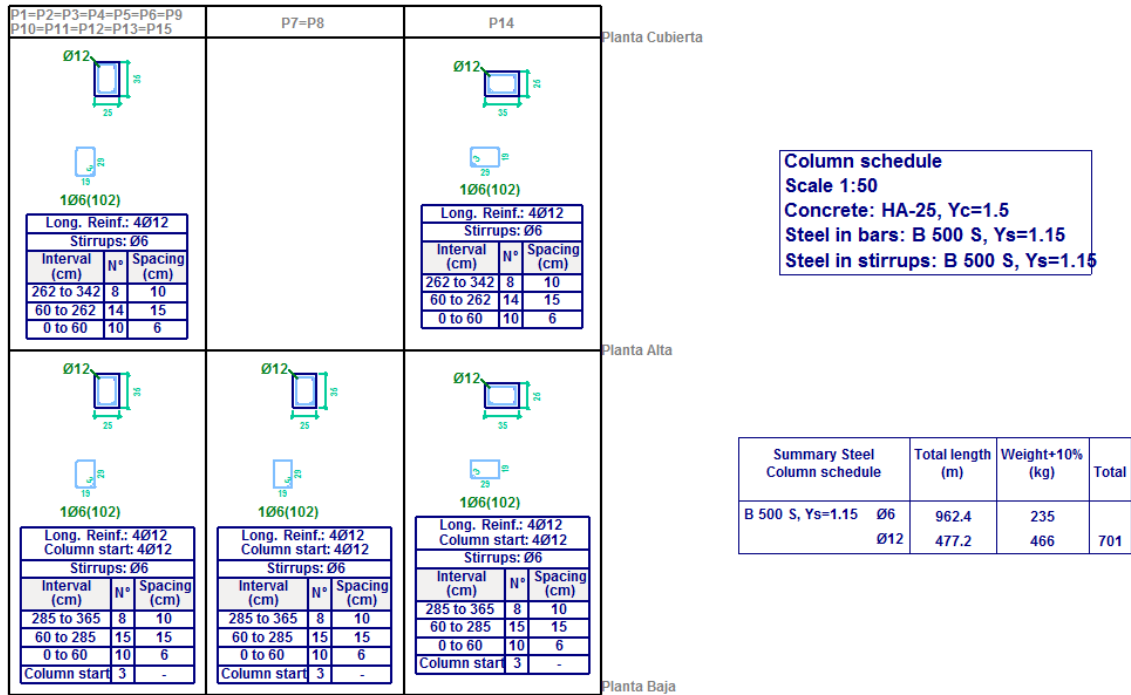 P1=P2=P3=P4=P5=P6=P9
P10=P11=P12=P13=P15
P7=P8
P14
Planta Cubierta
Ø12
35
25
29
19
1Ø6(102)
Long. Reinf.: 4Ø12
Stirrups: Ø6
Interval (cm) Nº Spacing (cm)
262 to 342 8 10
60 to 262 14 15
0 to 60 10 6
Ø12
25
35
19
29
1Ø6(102)
Long. Reinf.: 4Ø12
Stirrups: Ø6
Interval (cm) Nº Spacing (cm)
262 to 342 8 10
60 to 262 14 15
0 to 60 10 6
Planta Alta
Ø12
35
25
29
19
1Ø6(102)
Long. Reinf.: 4Ø12
Column start: 4Ø12
Stirrups: Ø6
Interval (cm) Nº Spacing (cm)
285 to 365 8 10
60 to 285 15 15
0 to 60 10 6
Column start 3 -
Ø12
35
25
29
19
1Ø6(102)
Long. Reinf.: 4Ø12
Column start: 4Ø12
Stirrups: Ø6
Interval (cm) Nº Spacing (cm)
285 to 365 8 10
60 to 285 15 15
0 to 60 10 6
Column start 3 -
Ø12
25
35
19
29
1Ø6(102)
Long. Reinf.: 4Ø12
Column start: 4Ø12
Stirrups: Ø6
Interval (cm) Nº Spacing (cm)
285 to 365 8 10
60 to 285 15 15
0 to 60 10 6
Column start 3 -
Planta Baja
Column schedule
Scale 1:50
Concrete: HA-25, Yc=1.5
Steel in bars: B 500 S, Ys=1.15
Steel in stirrups: B 500 S, Ys=1.15
Summary Steel Total length Weight+10% Total
Column schedule (m) (kg)
B 500 S, Ys=1.15 Ø6 962.4 235
Ø12 477.2 466 701